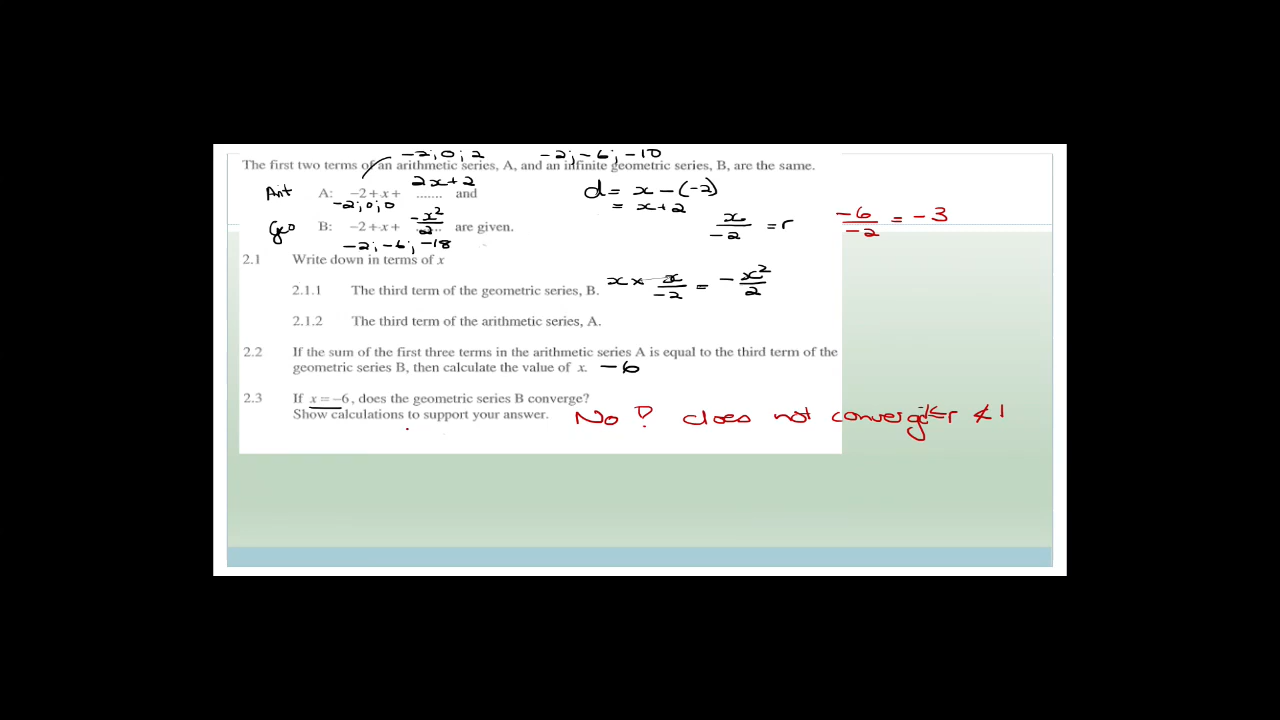 -2; 0; 2 -2; -6; -10
The first two terms of an arithmetic series, A, and an infinite geometric series, B, are the same.
Arit A: -2 + x + 2x+2 ....... and d = x - (-2)
-2; 0; 0 = x+2
Geo B: -2 + x + -x²/2 ....... are given. x/-2 = r -6/-2 = -3
-2; -6; -18
2.1 Write down in terms of x
2.1.1 The third term of the geometric series, B. x × x/-2 = -x²/2
2.1.2 The third term of the arithmetic series, A.
2.2 If the sum of the first three terms in the arithmetic series A is equal to the third term of the
geometric series B, then calculate the value of x. -6
2.3 If x = -6, does the geometric series B converge?
Show calculations to support your answer. No does not converge r ≮ 1